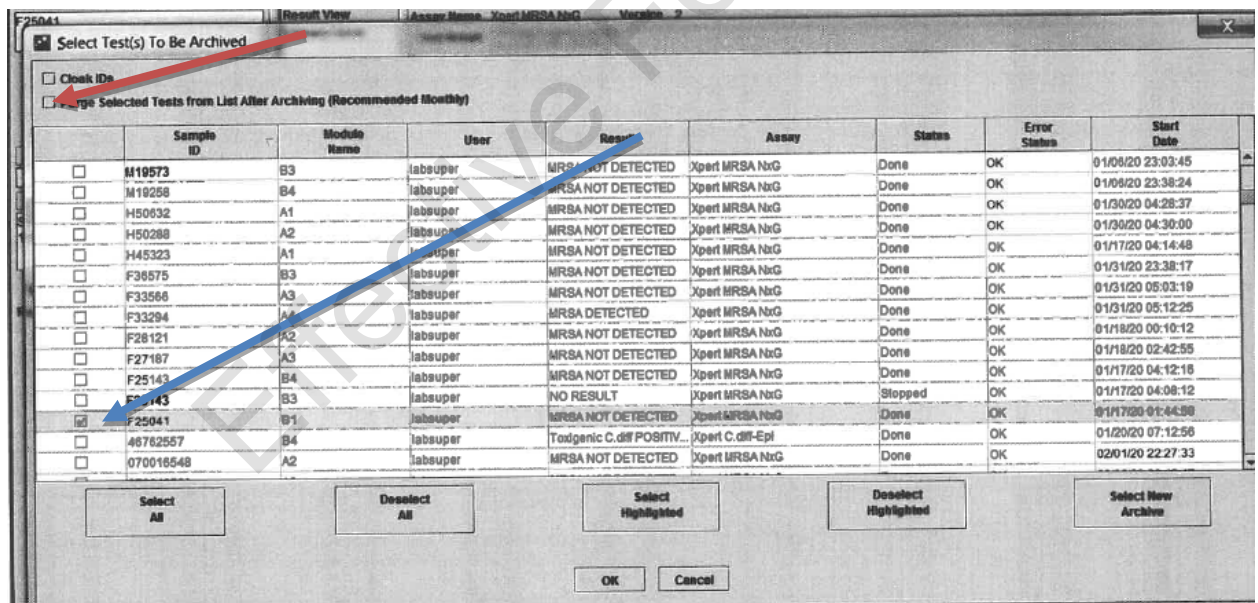 F25041
Result View
Assay Name Xpert MRSA NxG Version 2
Select Test(s) To Be Archived
X
Cloak IDs
Purge Selected Tests from List After Archiving (Recommended Monthly)
Sample ID Module Name User Result Assay Status Error Status Start Date
M19573 B3 labsuper MRSA NOT DETECTED Xpert MRSA NxG Done OK 01/06/20 23:03:45
M19258 B4 labsuper MRSA NOT DETECTED Xpert MRSA NxG Done OK 01/06/20 23:38:24
H50632 A1 labsuper MRSA NOT DETECTED Xpert MRSA NxG Done OK 01/30/20 04:28:37
H50288 A2 labsuper MRSA NOT DETECTED Xpert MRSA NxG Done OK 01/30/20 04:30:00
H45323 A1 labsuper MRSA NOT DETECTED Xpert MRSA NxG Done OK 01/17/20 04:14:48
F36575 B3 labsuper MRSA NOT DETECTED Xpert MRSA NxG Done OK 01/31/20 23:38:17
F33566 A3 labsuper MRSA NOT DETECTED Xpert MRSA NxG Done OK 01/31/20 05:03:19
F33294 labsuper MRSA DETECTED Xpert MRSA NxG Done OK 01/31/20 05:12:25
F28121 A2 labsuper MRSA NOT DETECTED Xpert MRSA NxG Done OK 01/18/20 00:10:12
F27187 A3 labsuper MRSA NOT DETECTED Xpert MRSA NxG Done OK 01/18/20 02:42:55
F25143 B4 labsuper MRSA NOT DETECTED Xpert MRSA NxG Done OK 01/17/20 04:12:18
B3 labsuper NO RESULT Xpert MRSA NxG Stopped OK 01/17/20 04:08:12
F25041 B1 labsuper MRSA NOT DETECTED Xpert MRSA NxG Done OK 01/17/20 01:44:58
46762557 B4 labsuper Toxigenic C.diff POSITIV... Xpert C.diff-Epi Done OK 01/20/20 07:12:56
070016548 A2 labsuper MRSA NOT DETECTED Xpert MRSA NxG Done OK 02/01/20 22:27:33
Select All
Deselect All
Select Highlighted
Deselect Highlighted
Select New Archive
OK
Cancel
Effective